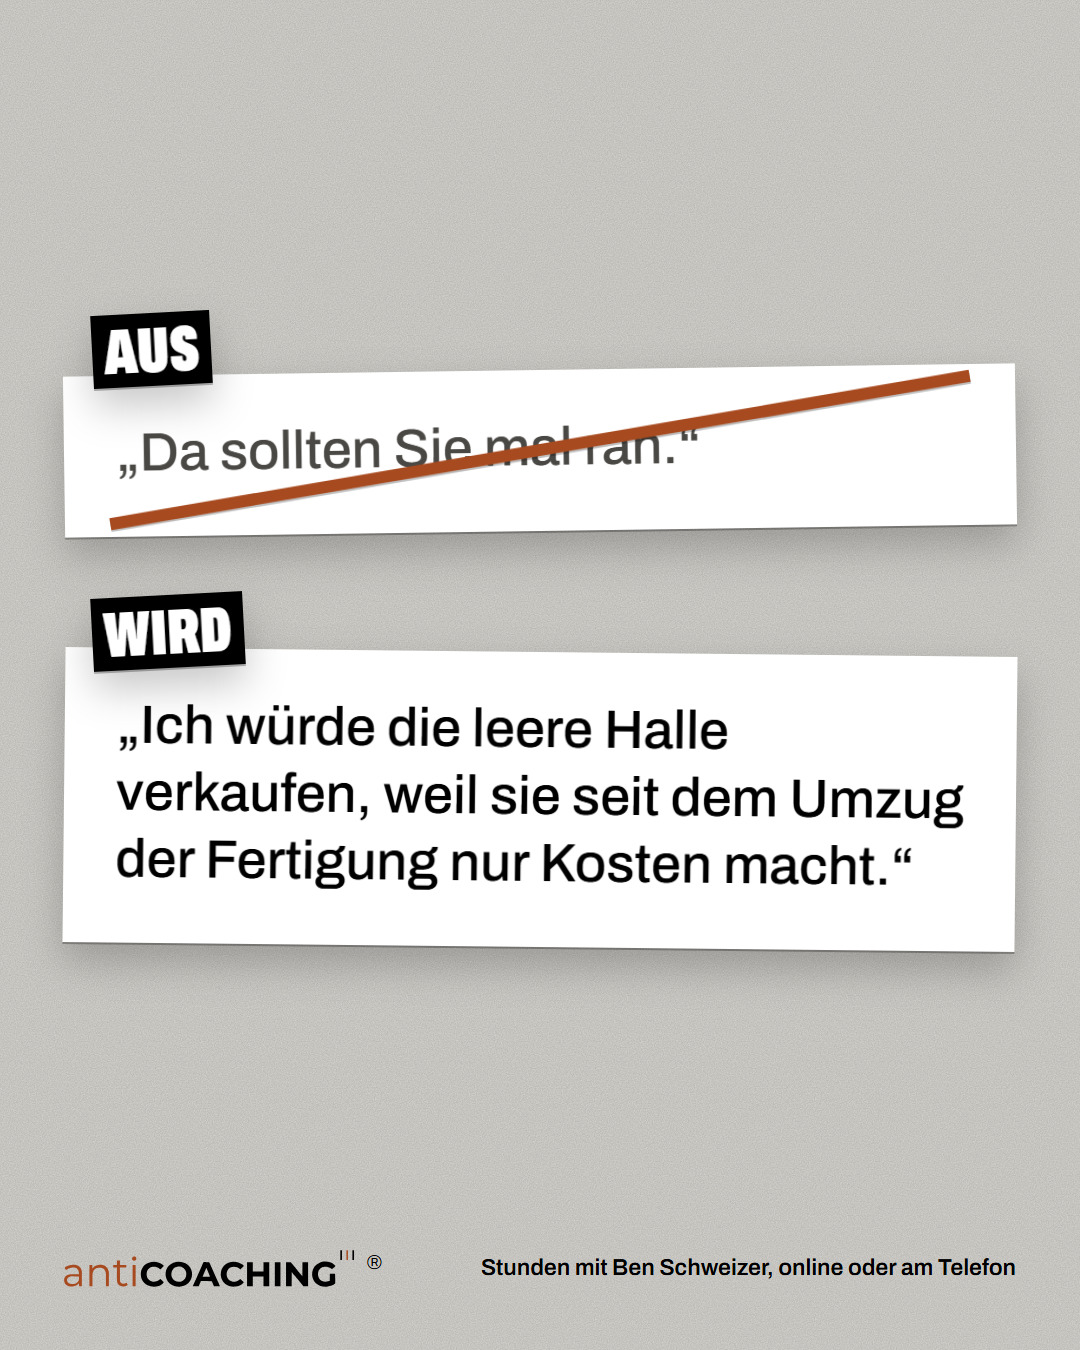 AUS
„Da sollten Sie mal ran.“
WIRD
„Ich würde die leere Halle
verkaufen, weil sie seit dem Umzug
der Fertigung nur Kosten macht.“
antiCOACHING ®
Stunden mit Ben Schweizer, online oder am Telefon